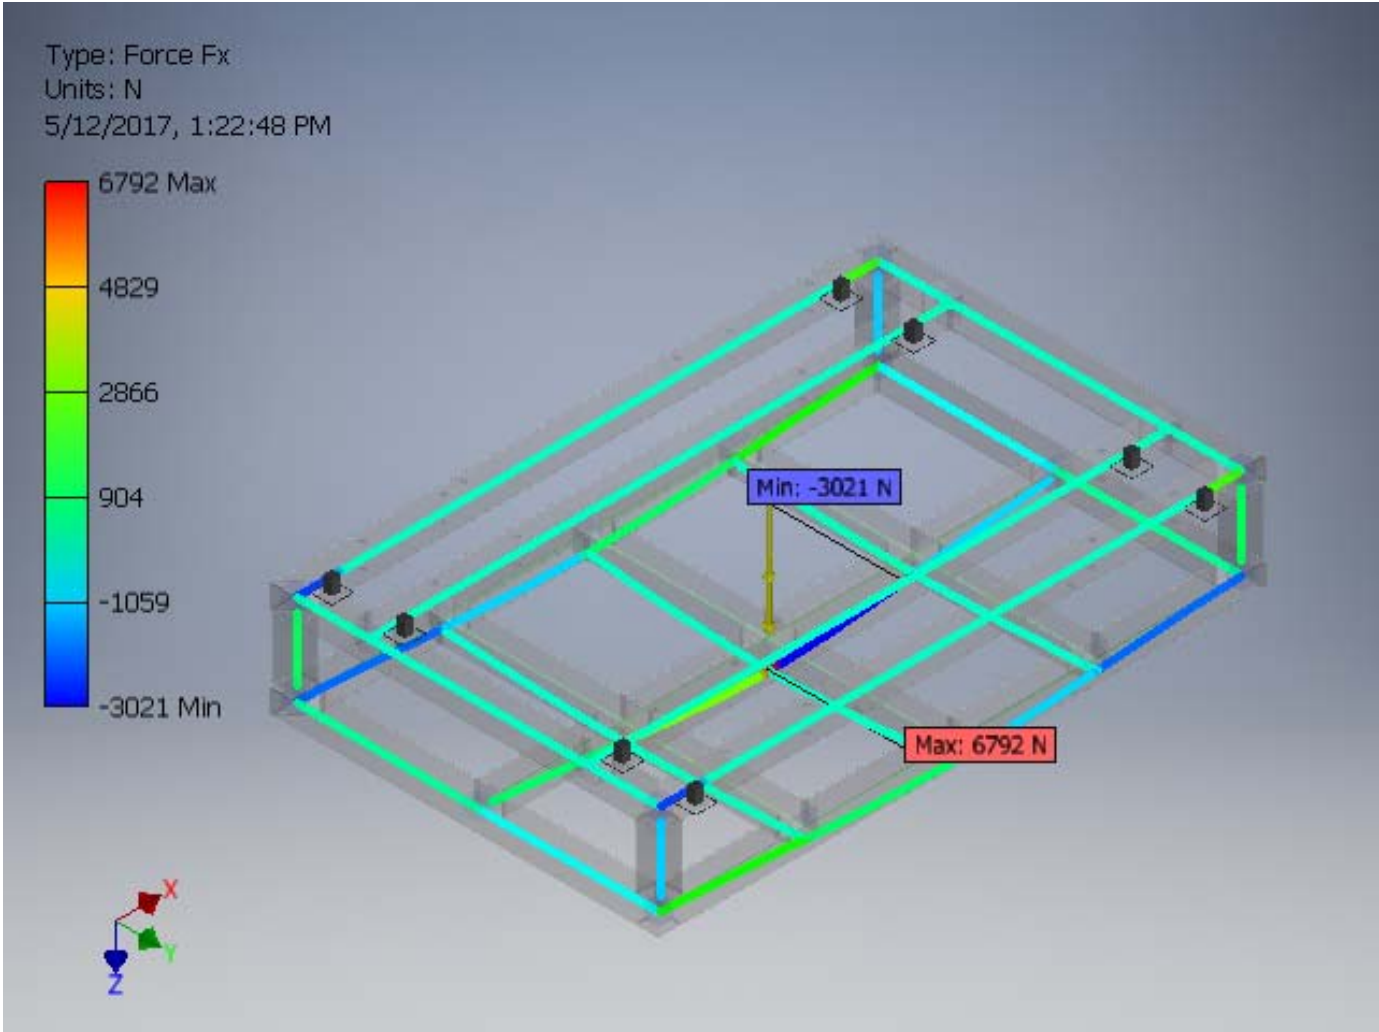 Type: Force Fx
Units: N
5/12/2017, 1:22:48 PM
6792 Max
4829
2866
904
-1059
-3021 Min
Min: -3021 N
Max: 6792 N
X
Y
Z